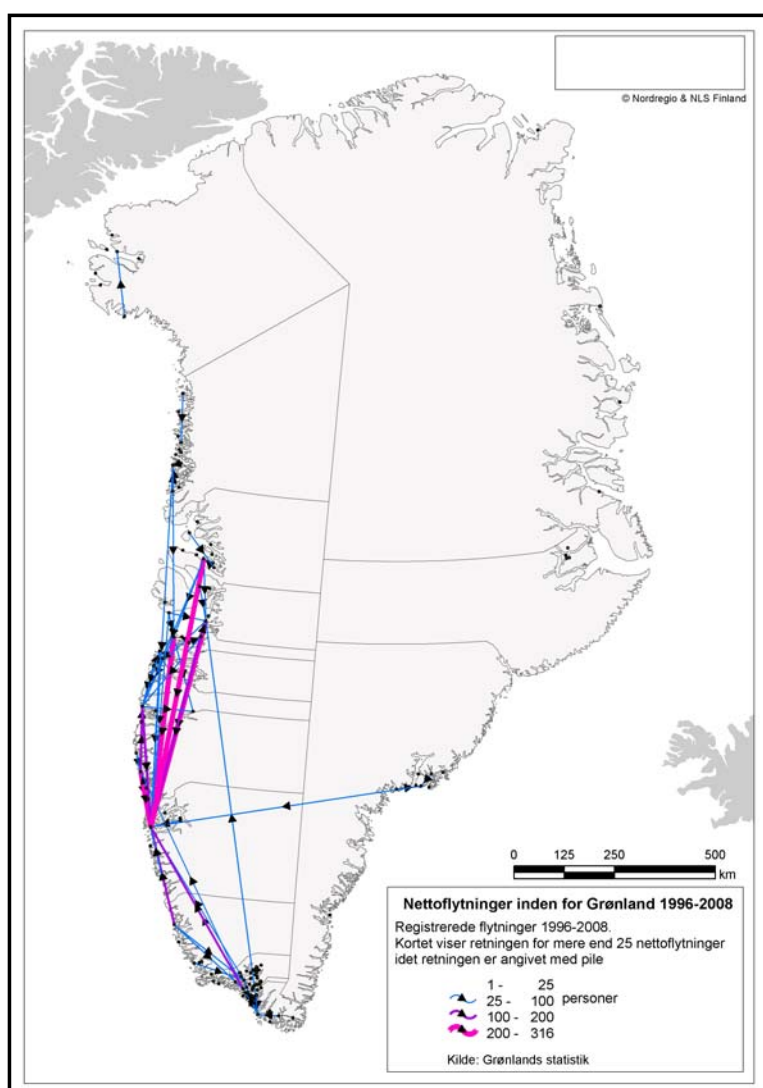 © Nordregio & NLS Finland
0 125 250 500
km
Nettoflytninger inden for Grønland 1996-2008
Registrerede flytninger 1996-2008.
Kortet viser retningen for mere end 25 nettoflytninger
idet retningen er angivet med pile
1 - 25
25 - 100 personer
100 - 200
200 - 316
Kilde: Grønlands statistik